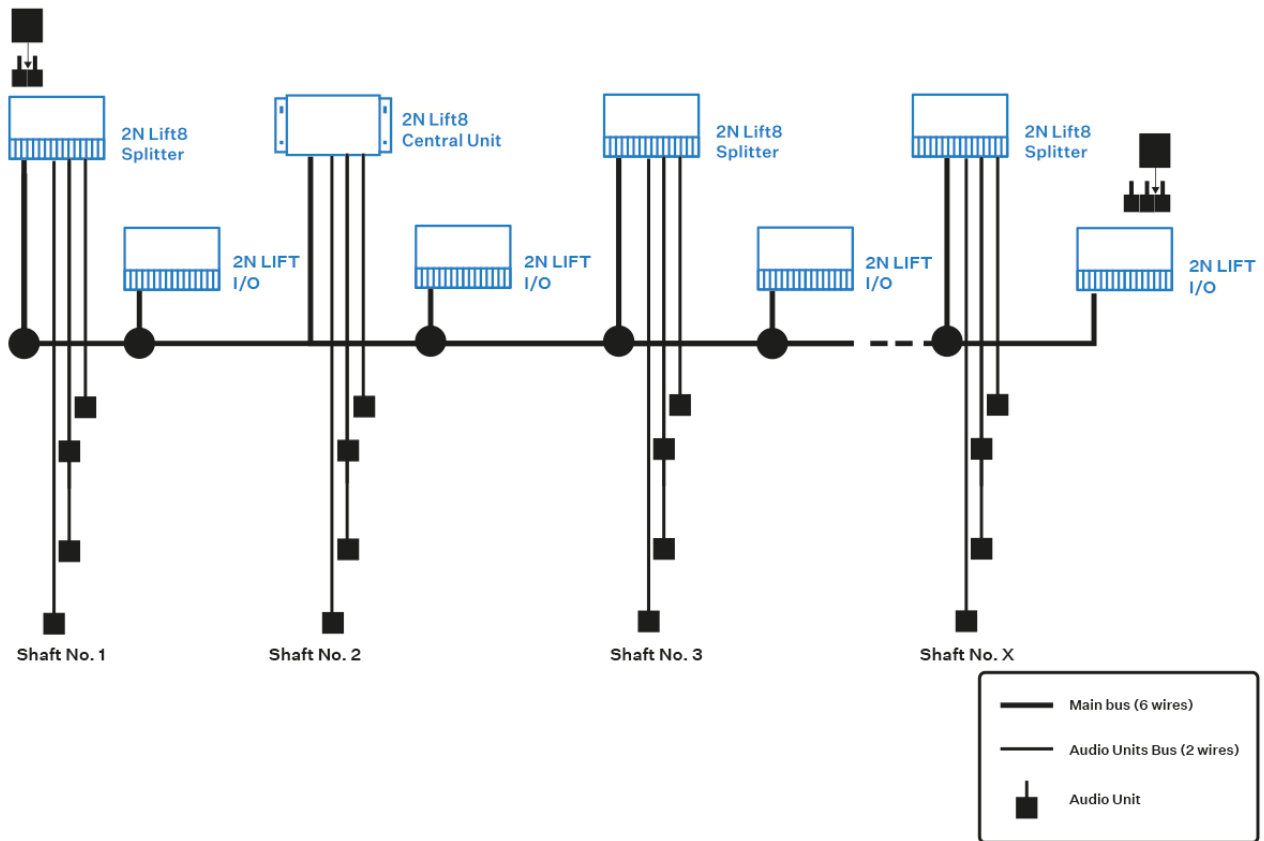 2N Lift8
Splitter
2N Lift8
Central Unit
2N Lift8
Splitter
2N Lift8
Splitter
2N LIFT
I/O
2N LIFT
I/O
2N LIFT
I/O
2N LIFT
I/O
Shaft No. 1
Shaft No. 2
Shaft No. 3
Shaft No. X
Main bus (6 wires)
Audio Units Bus (2 wires)
Audio Unit